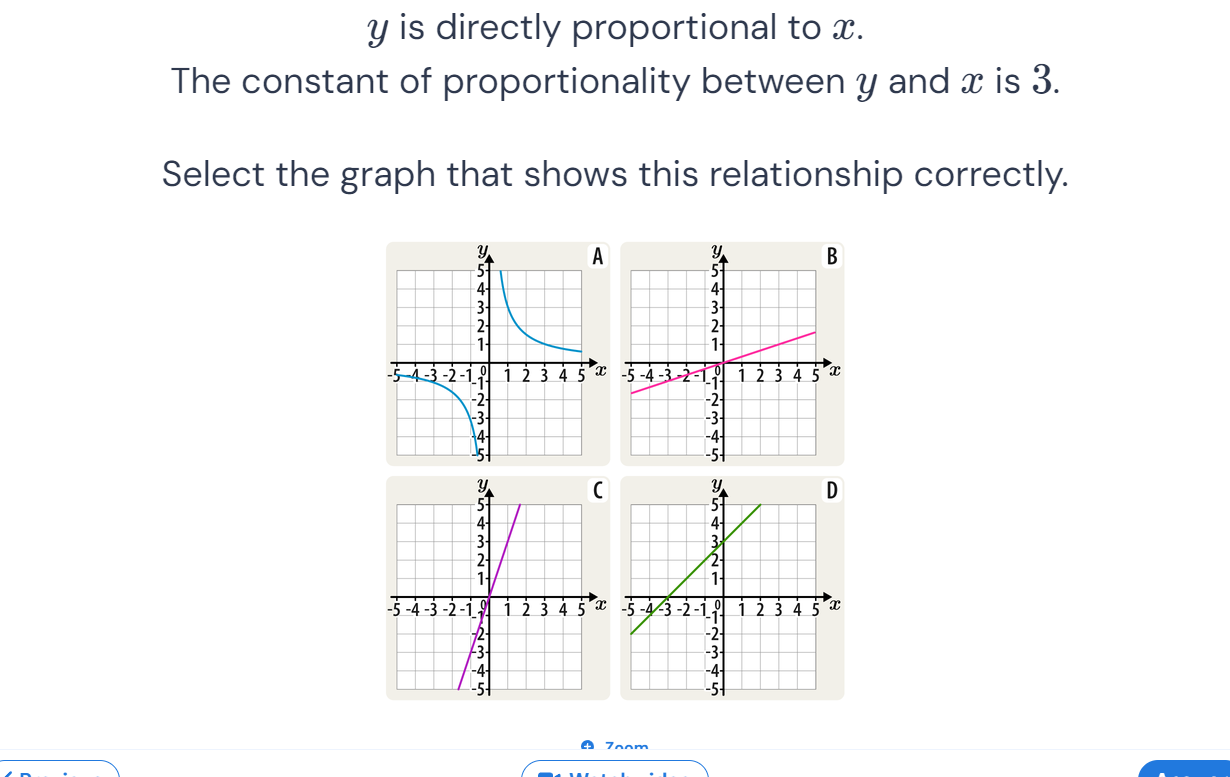 y is directly proportional to x.
The constant of proportionality between y and x is 3.
Select the graph that shows this relationship correctly.
A
y
5
4
3
2
1
-5 -4 -3 -2 -1 0 1 2 3 4 5 x
-1
-2
-3
-4
-5
B
y
5
4
3
2
1
-5 -4 -3 -2 -1 0 1 2 3 4 5 x
-1
-2
-3
-4
-5
C
y
5
4
3
2
1
-5 -4 -3 -2 -1 0 1 2 3 4 5 x
-1
-2
-3
-4
-5
D
y
5
4
3
2
1
-5 -4 -3 -2 -1 0 1 2 3 4 5 x
-1
-2
-3
-4
-5
Zoom
Previous
Watch video